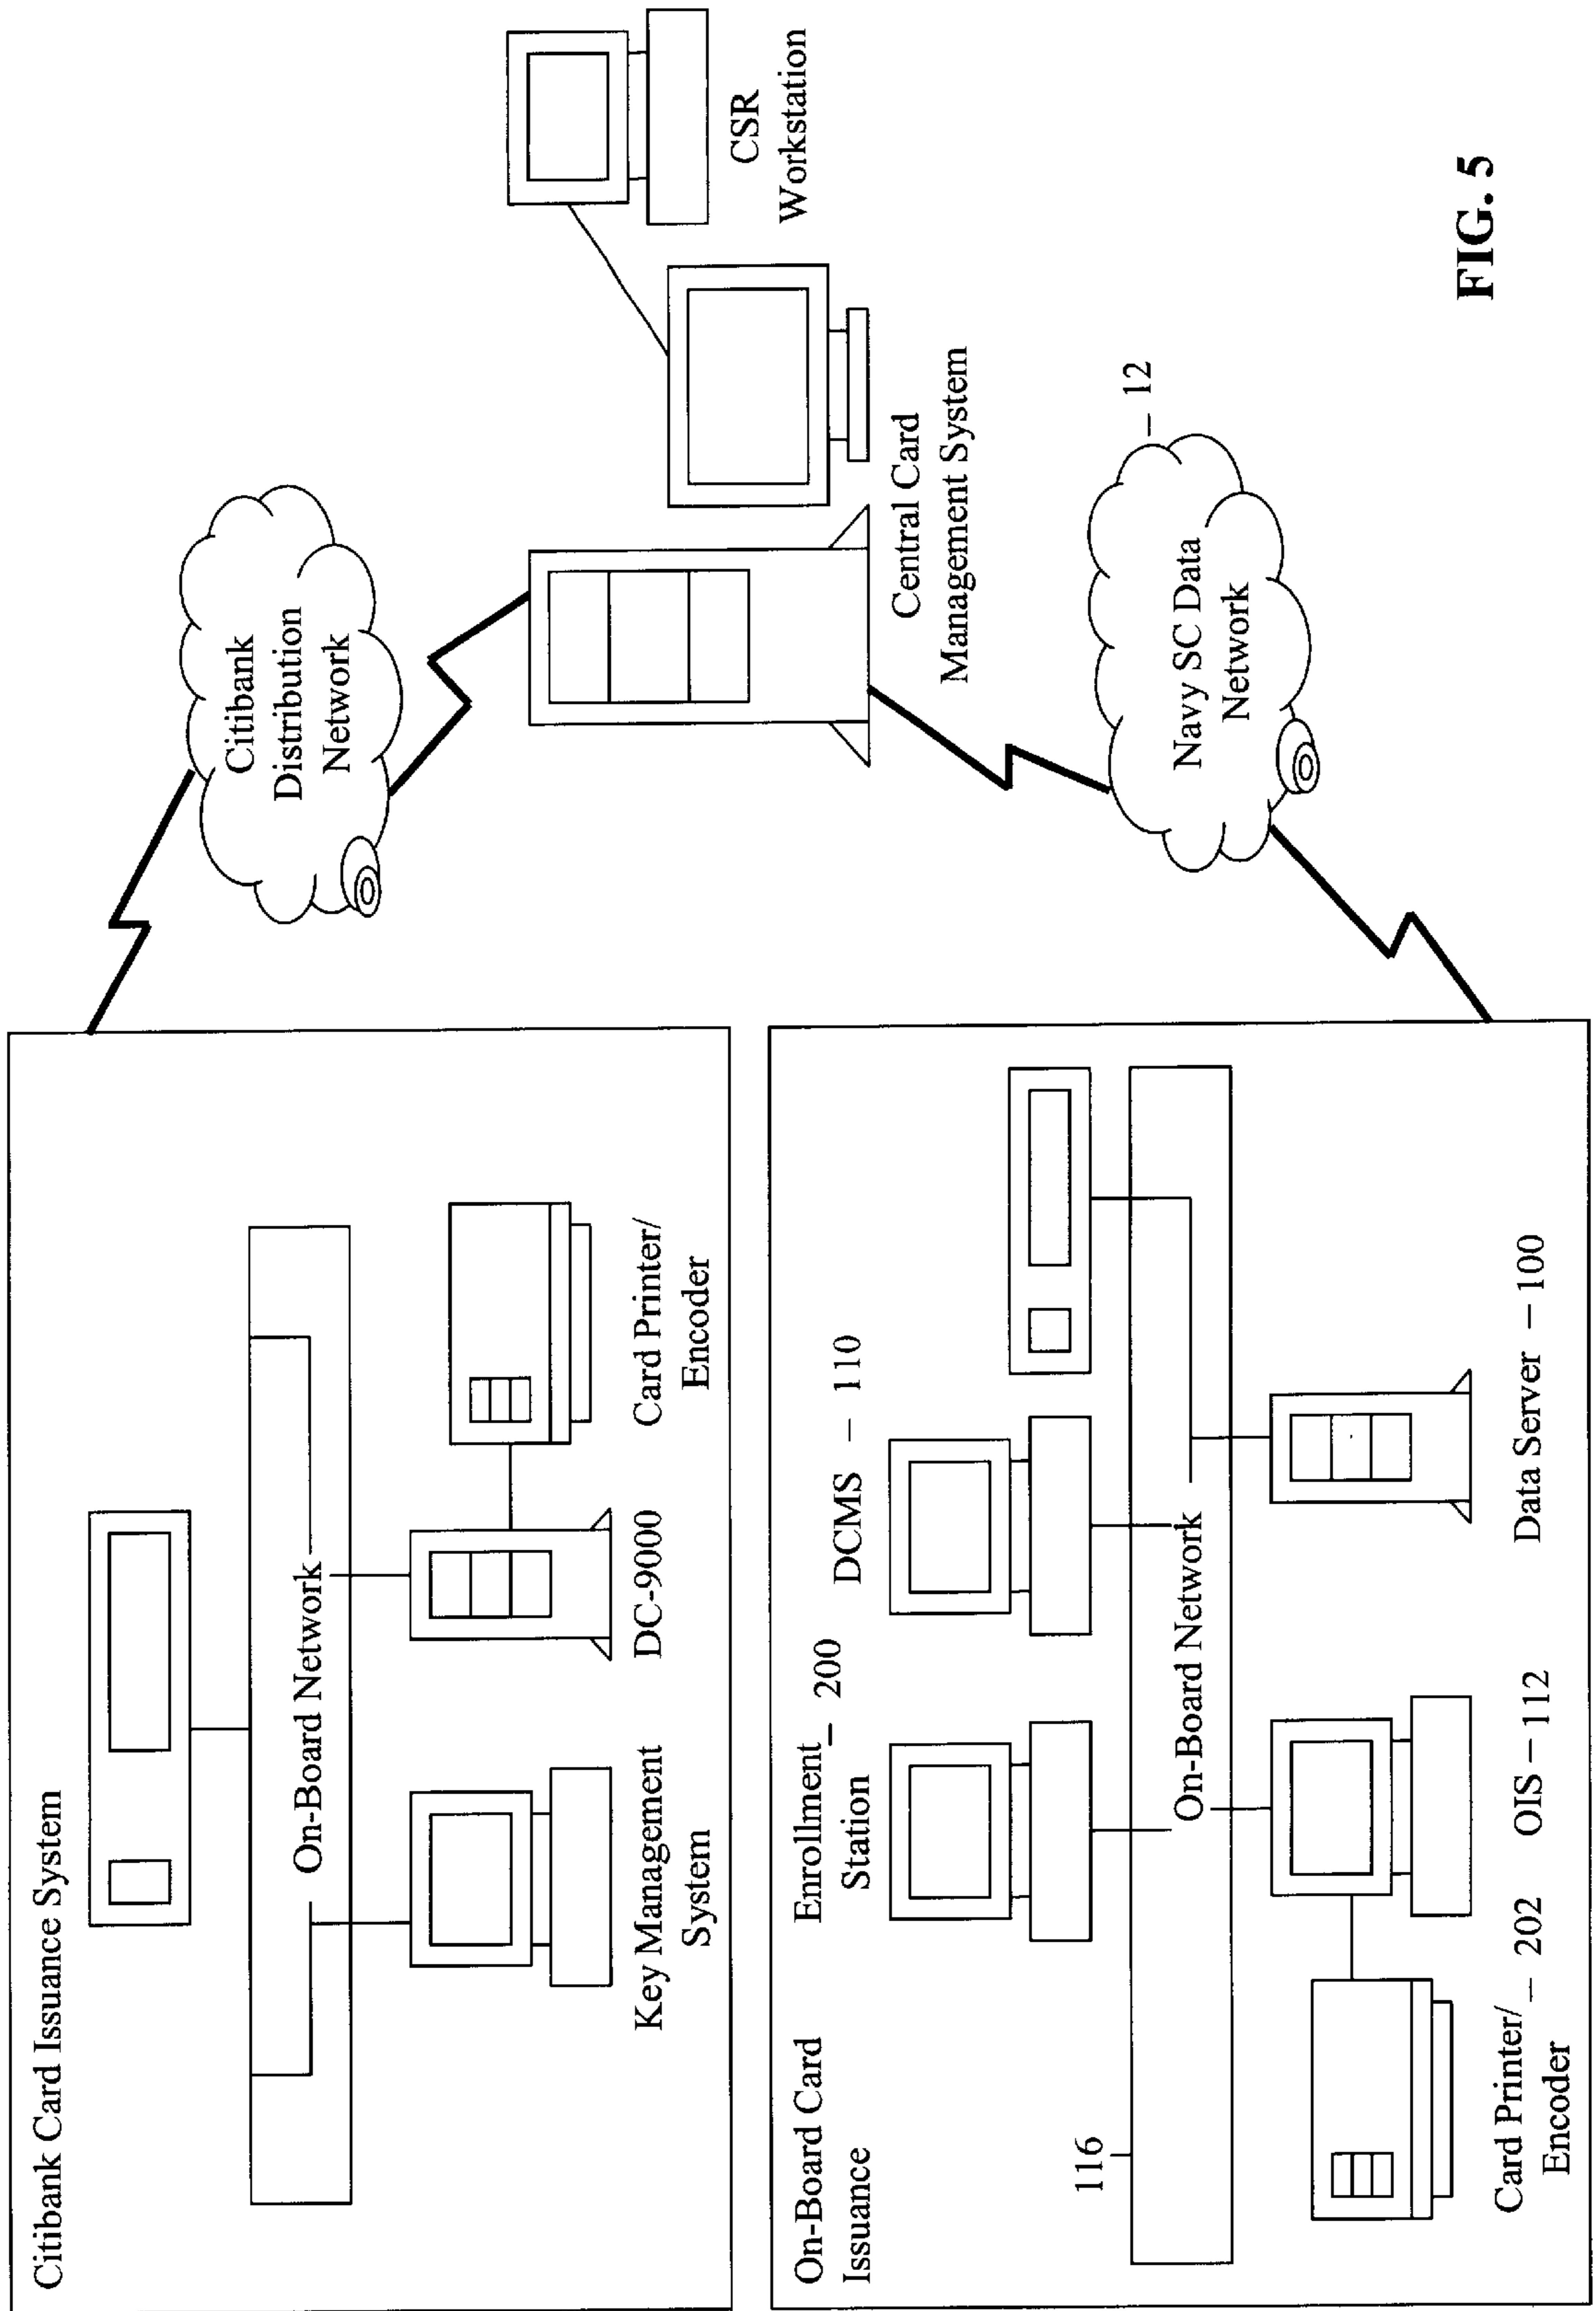 Citibank Card Issuance System
On-Board Network
Key Management
System
DC-9000
Card Printer/
Encoder
Citibank
Distribution
Network
CSR
Workstation
Central Card
Management System
On-Board Card
Issuance
Enrollment
Station
– 200
DCMS – 110
116
On-Board Network
Card Printer/
Encoder
– 202
OIS – 112
Data Server – 100
Navy SC Data
Network
– 12
FIG. 5